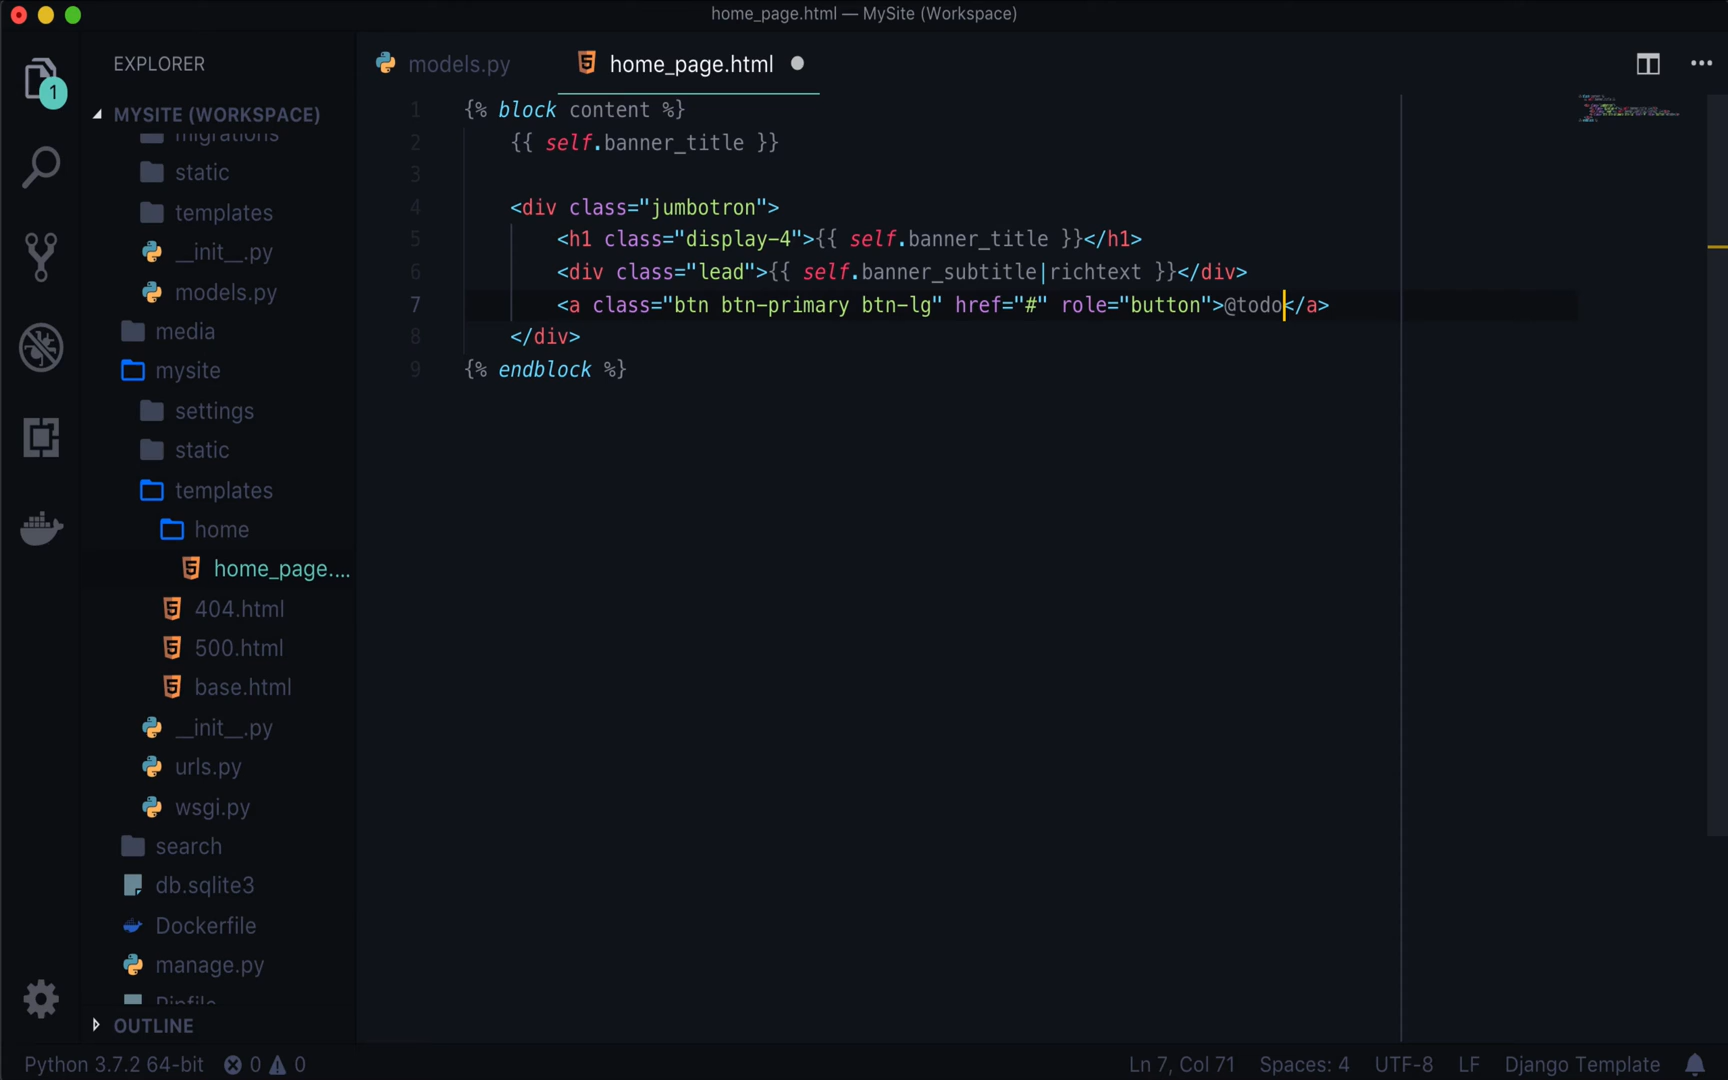 home_page.html — MySite (Workspace)
EXPLORER
models.py
home_page.html
1
MYSITE (WORKSPACE)
migrations
static
templates
__init__.py
models.py
media
mysite
settings
static
templates
home
home_page....
404.html
500.html
base.html
__init__.py
urls.py
wsgi.py
search
db.sqlite3
Dockerfile
manage.py
Pipfile
OUTLINE
1 {% block content %}
2 {{ self.banner_title }}
3
4 <div class="jumbotron">
5 <h1 class="display-4">{{ self.banner_title }}</h1>
6 <div class="lead">{{ self.banner_subtitle|richtext }}</div>
7 <a class="btn btn-primary btn-lg" href="#" role="button">@todo</a>
8 </div>
9 {% endblock %}
Python 3.7.2 64-bit 0 0 Ln 7, Col 71 Spaces: 4 UTF-8 LF Django Template